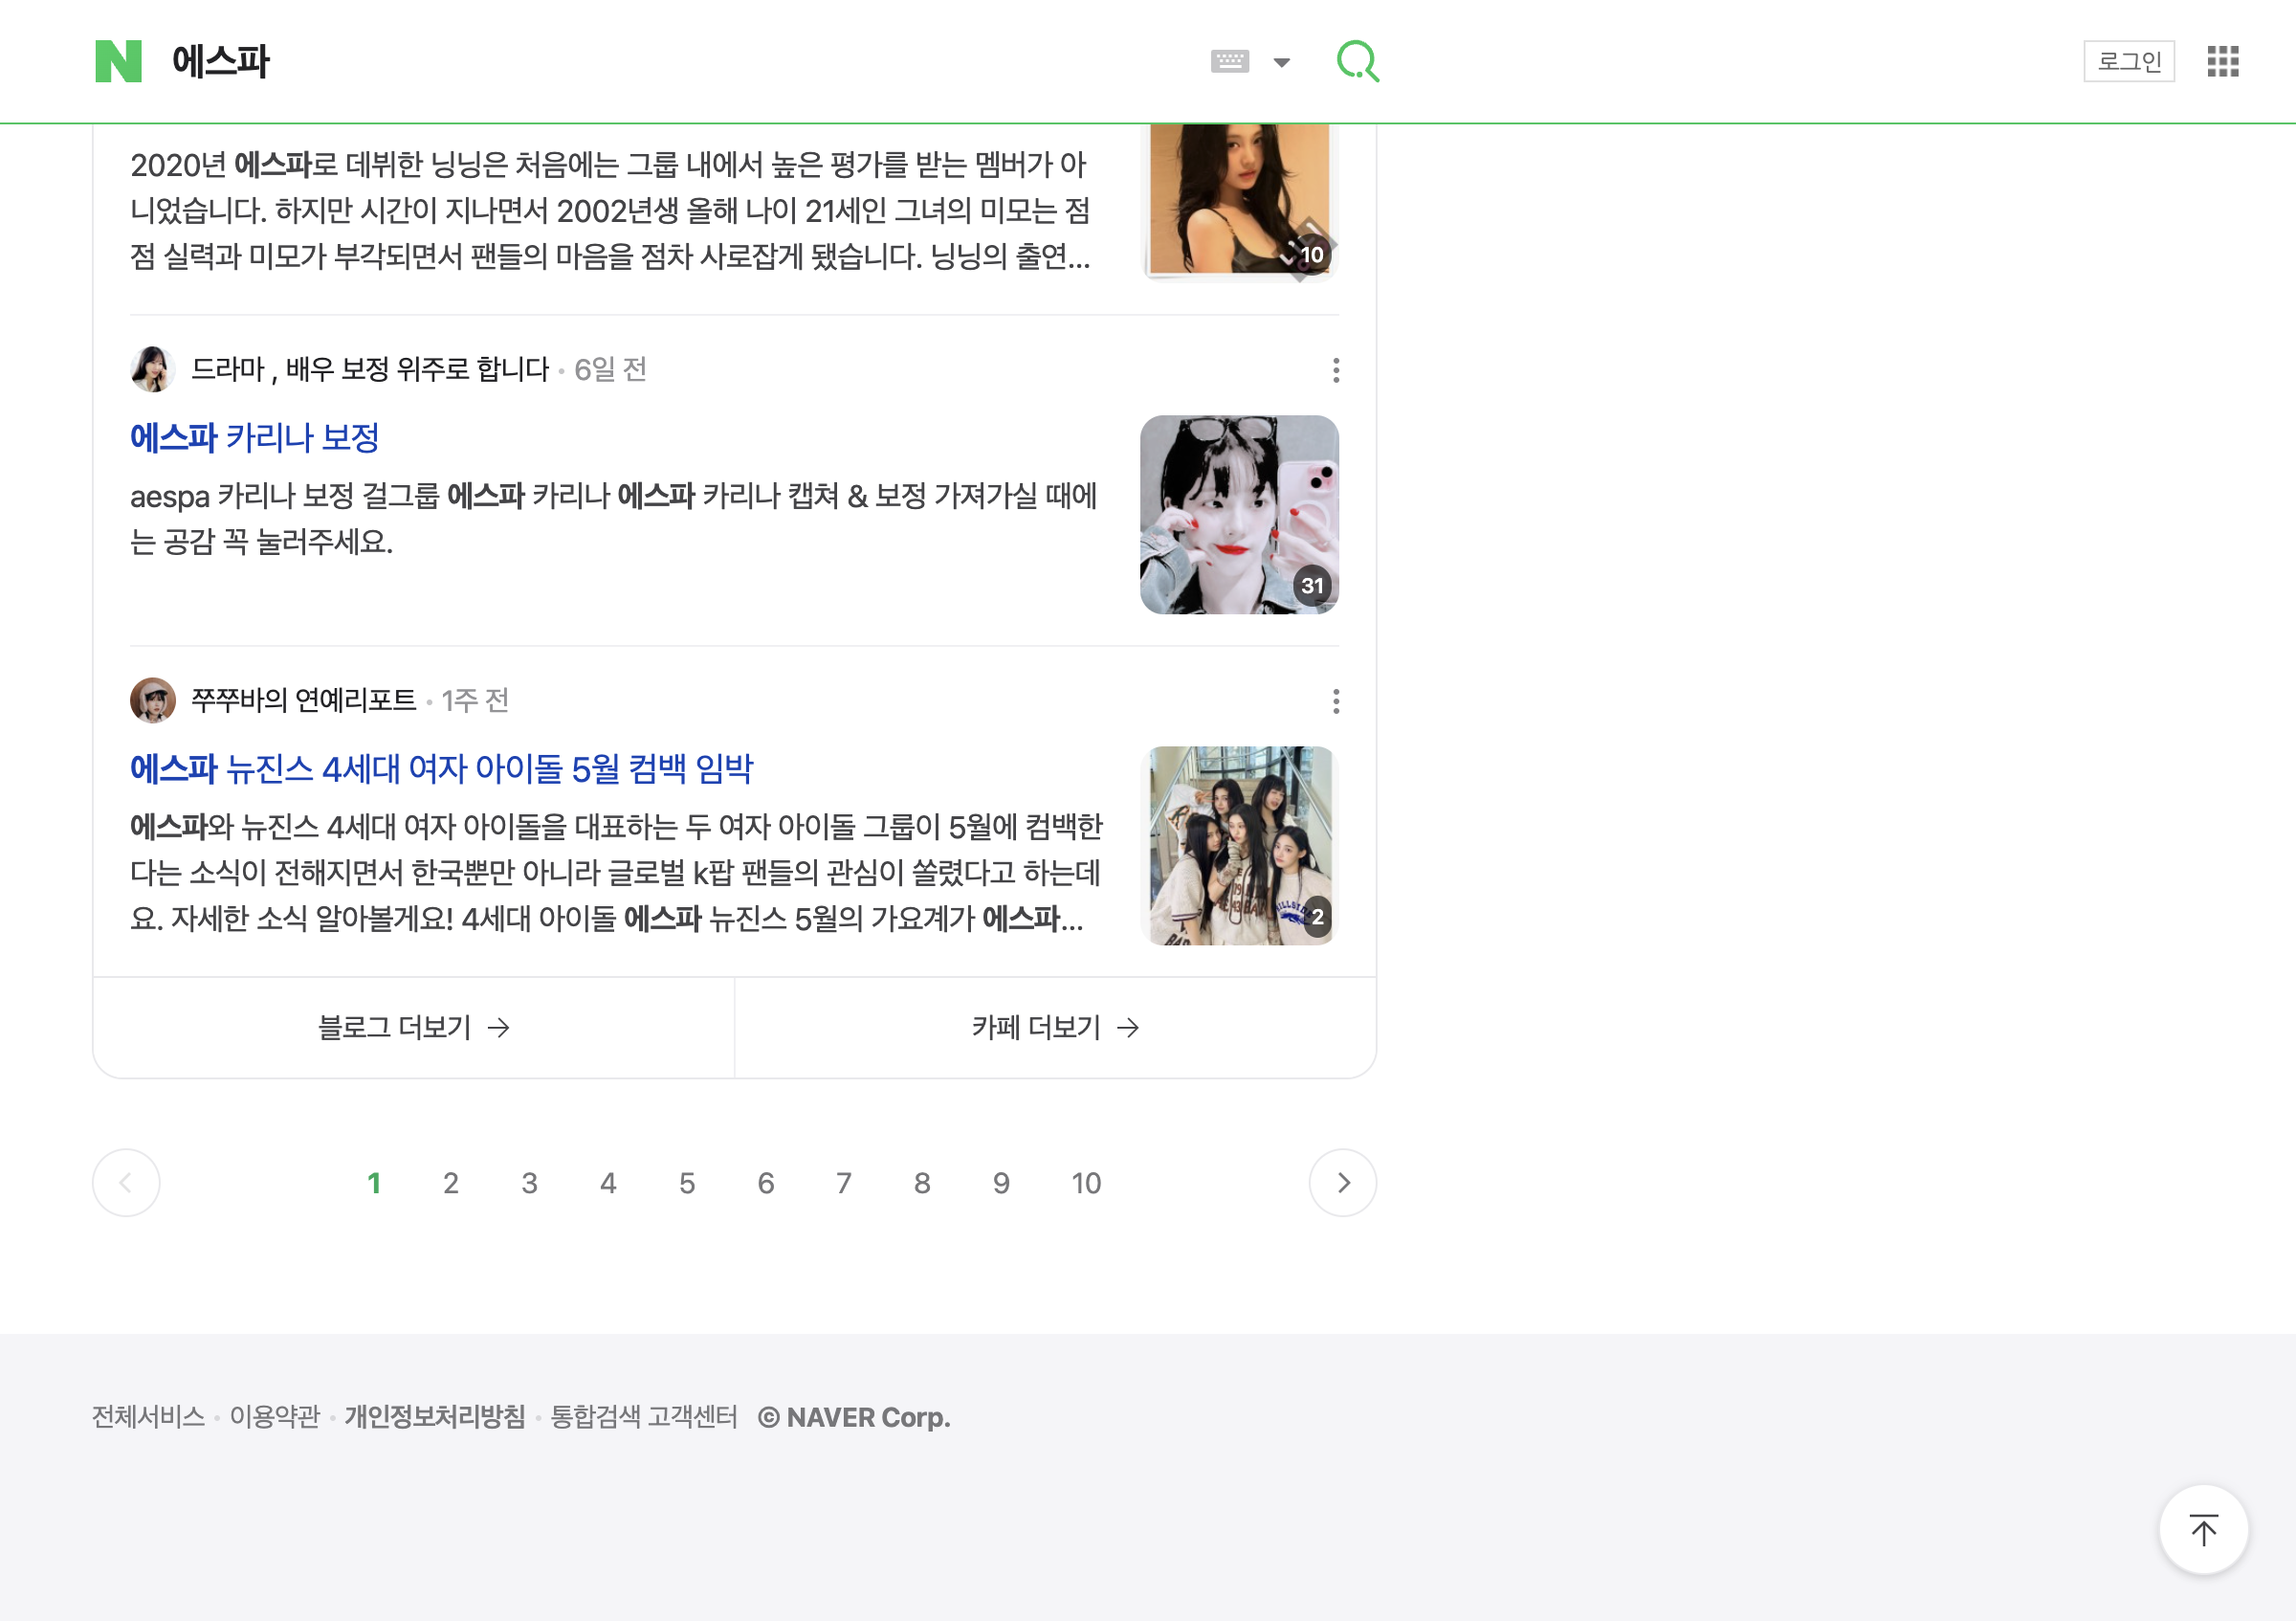 에스파
로그인
2020년 에스파로 데뷔한 닝닝은 처음에는 그룹 내에서 높은 평가를 받는 멤버가 아
니었습니다. 하지만 시간이 지나면서 2002년생 올해 나이 21세인 그녀의 미모는 점
점 실력과 미모가 부각되면서 팬들의 마음을 점차 사로잡게 됐습니다. 닝닝의 출연...
10
드라마 , 배우 보정 위주로 합니다 • 6일 전
에스파 카리나 보정
aespa 카리나 보정 걸그룹 에스파 카리나 에스파 카리나 캡쳐 & 보정 가져가실 때에
는 공감 꼭 눌러주세요.
31
쭈쭈바의 연예리포트 • 1주 전
에스파 뉴진스 4세대 여자 아이돌 5월 컴백 임박
에스파와 뉴진스 4세대 여자 아이돌을 대표하는 두 여자 아이돌 그룹이 5월에 컴백한
다는 소식이 전해지면서 한국뿐만 아니라 글로벌 k팝 팬들의 관심이 쏠렸다고 하는데
요. 자세한 소식 알아볼게요! 4세대 아이돌 에스파 뉴진스 5월의 가요계가 에스파...
2
블로그 더보기 →
카페 더보기 →
1 2 3 4 5 6 7 8 9 10
전체서비스 • 이용약관 • 개인정보처리방침 • 통합검색 고객센터 © NAVER Corp.